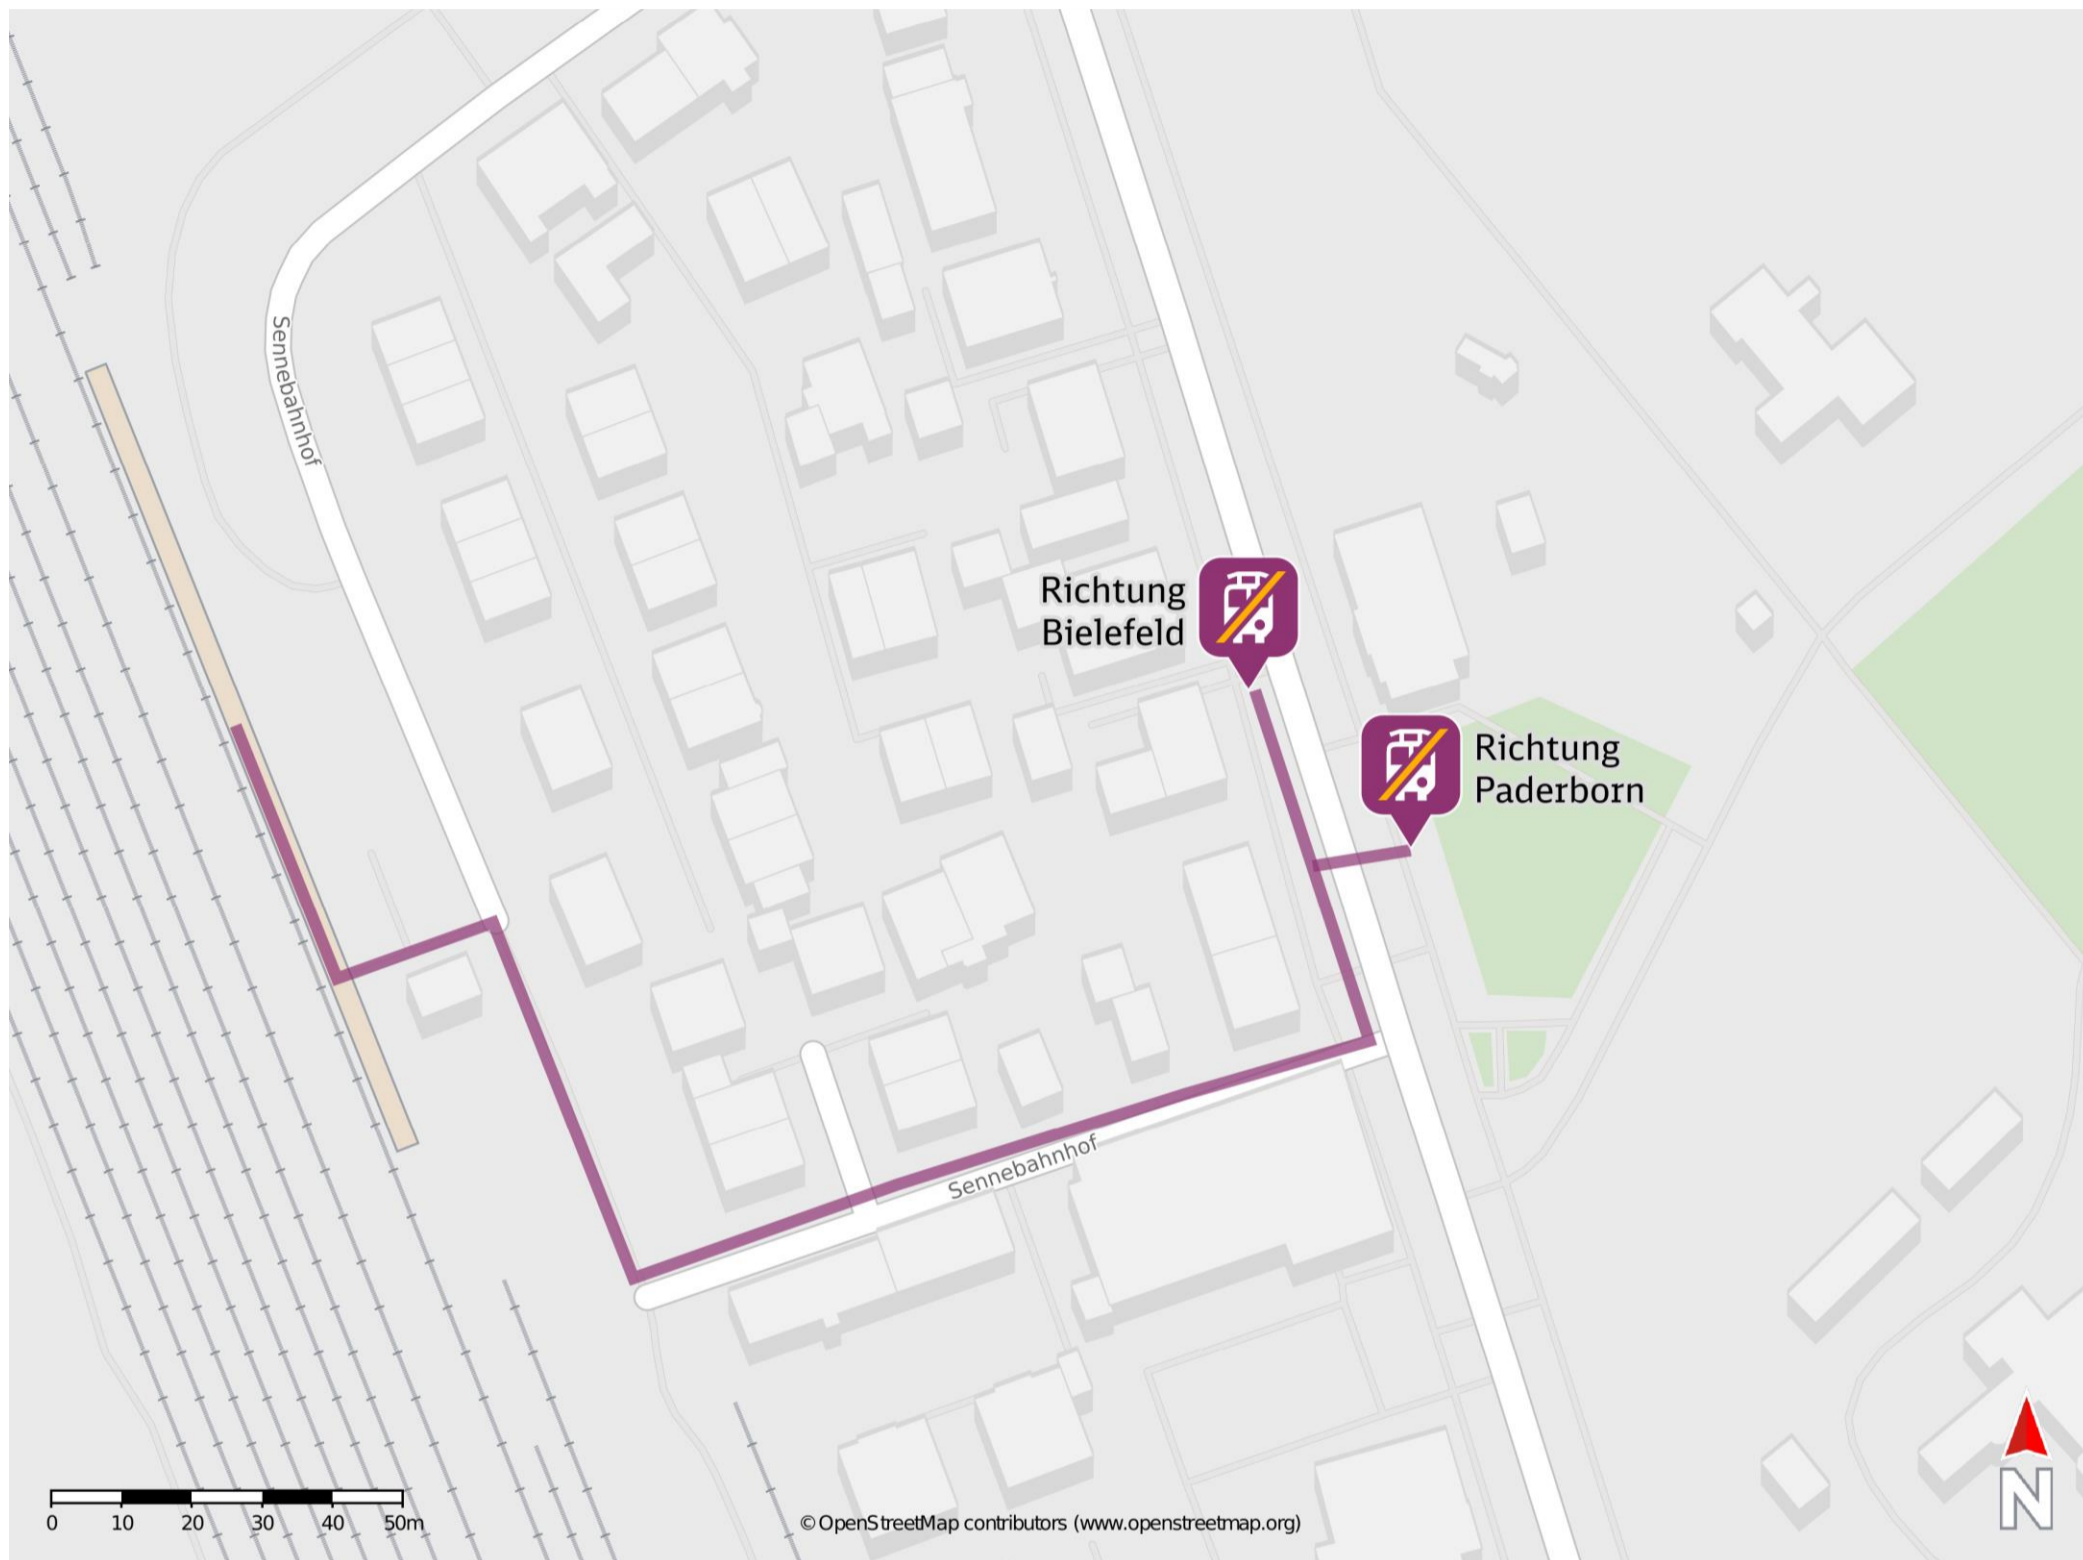 Sennebahnhof
Richtung
Bielefeld
Richtung
Paderborn
Sennebahnhof
0 10 20 30 40 50m
© OpenStreetMap contributors (www.openstreetmap.org)
N